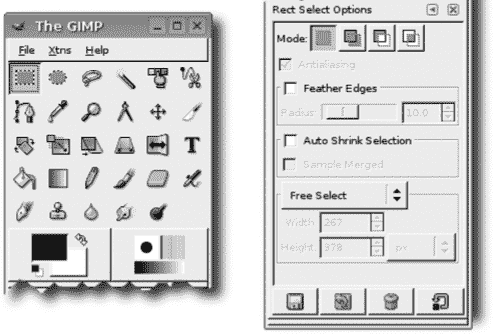 The GIMP
File Xtns Help
T
Rect Select Options
Mode:
Antialiasing
Feather Edges
Radius: 10.0
Auto Shrink Selection
Sample Merged
Free Select
Width: 267
Height: 378 px